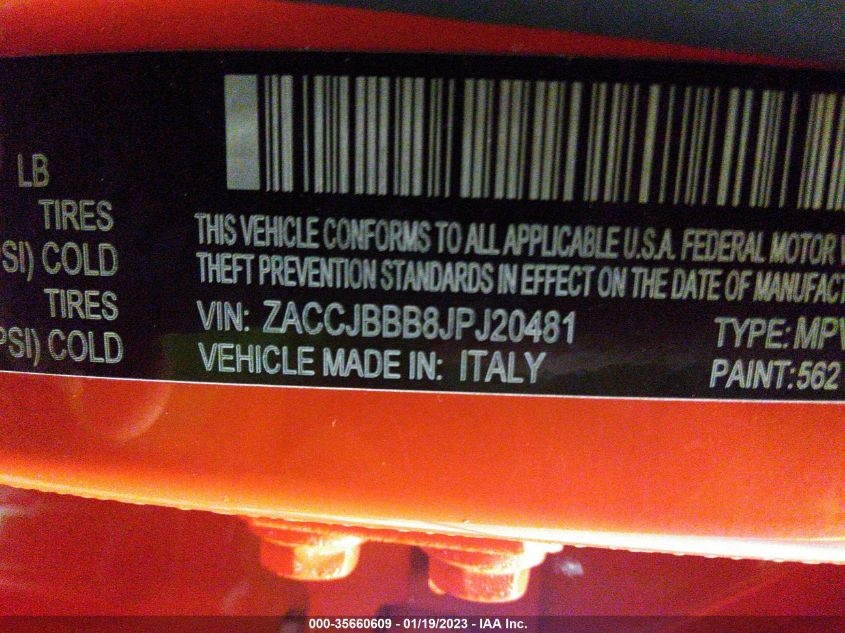 LB
TIRES
SI) COLD
TIRES
PSI) COLD
THIS VEHICLE CONFORMS TO ALL APPLICABLE U.S.A. FEDERAL MOTOR V
THEFT PREVENTION STANDARDS IN EFFECT ON THE DATE OF MANUFACT
VIN: ZACCJBBB8JPJ20481 TYPE: MPV
VEHICLE MADE IN: ITALY PAINT: 562
000-35660609 - 01/19/2023 - IAA Inc.